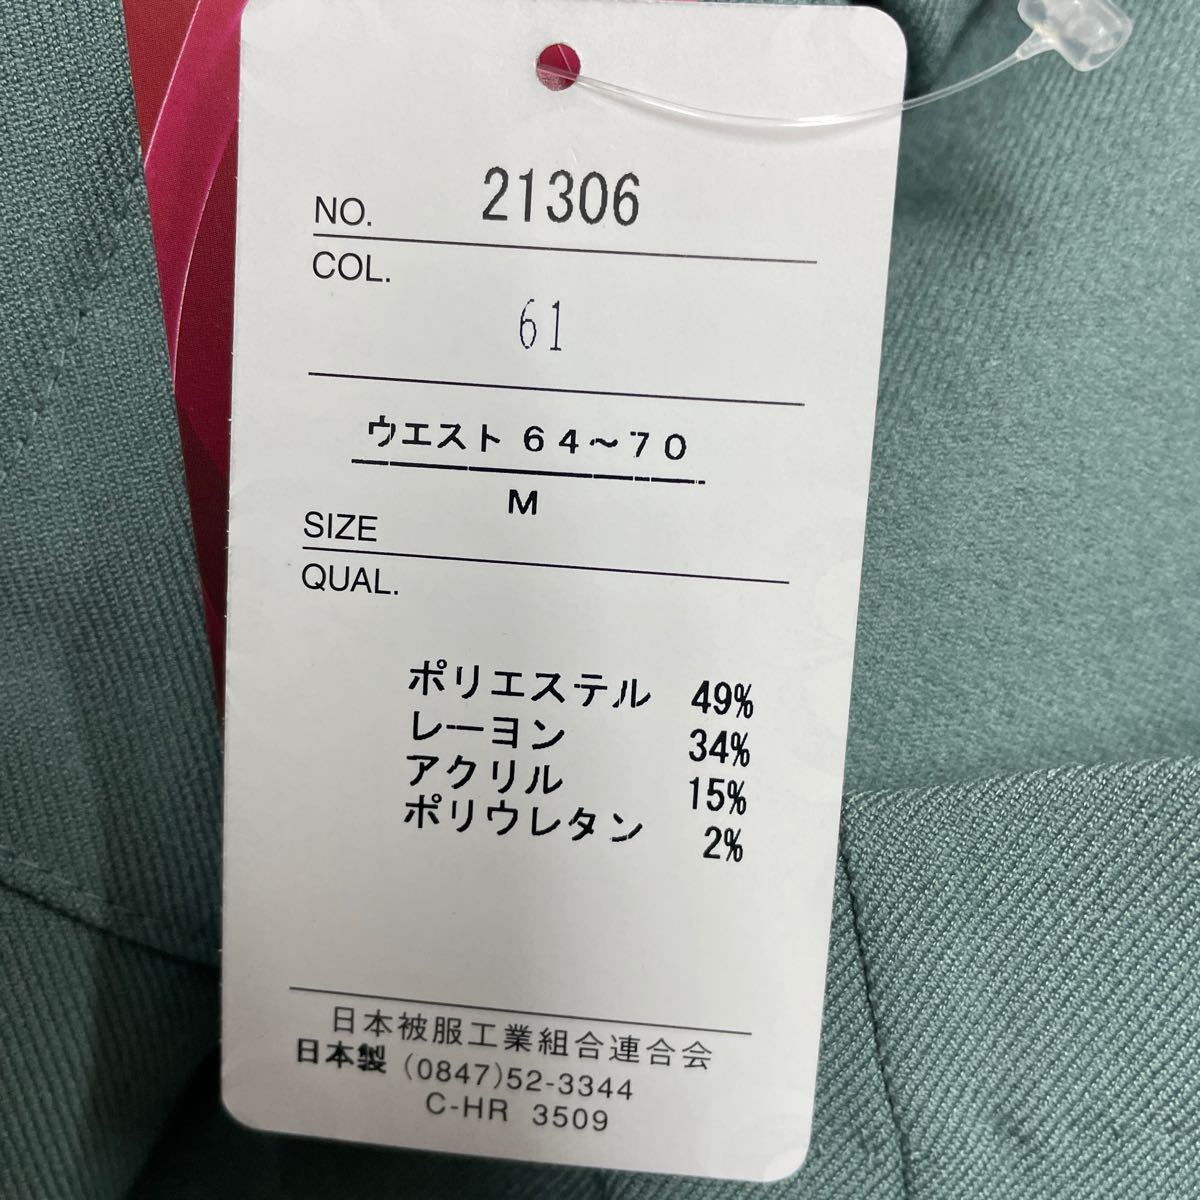 NO. 21306
COL.
61
ウエスト 64～70
M
SIZE
QUAL.
ポリエステル 49%
レーヨン 34%
アクリル 15%
ポリウレタン 2%
日本被服工業組合連合会
日本製 (0847)52-3344
C-HR 3509